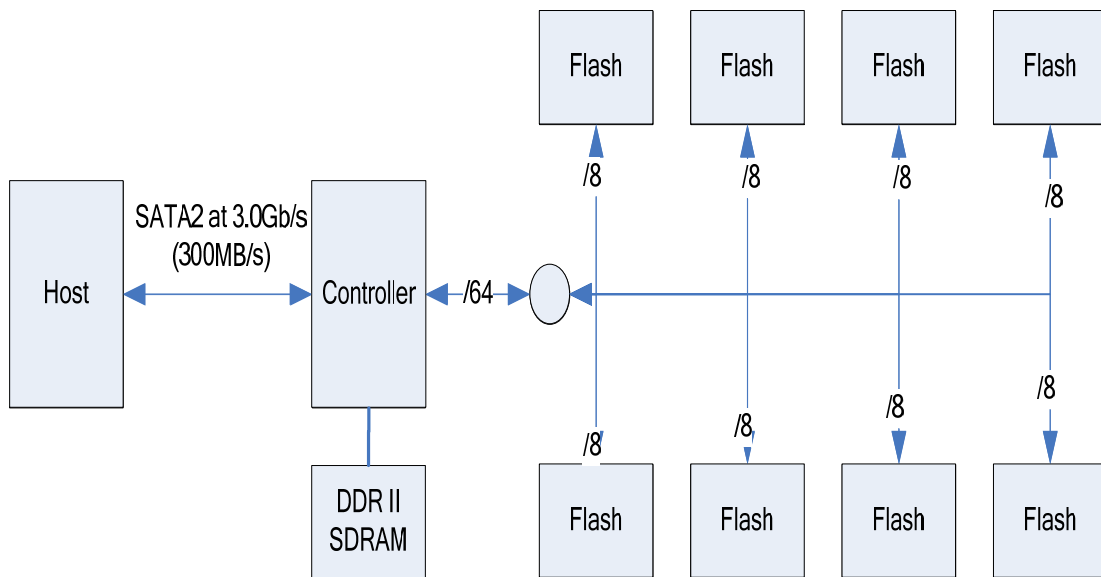 Flash
Flash
Flash
Flash
/8
/8
/8
/8
SATA2 at 3.0Gb/s
(300MB/s)
Host
Controller
/64
/8
/8
/8
/8
DDR II
SDRAM
Flash
Flash
Flash
Flash